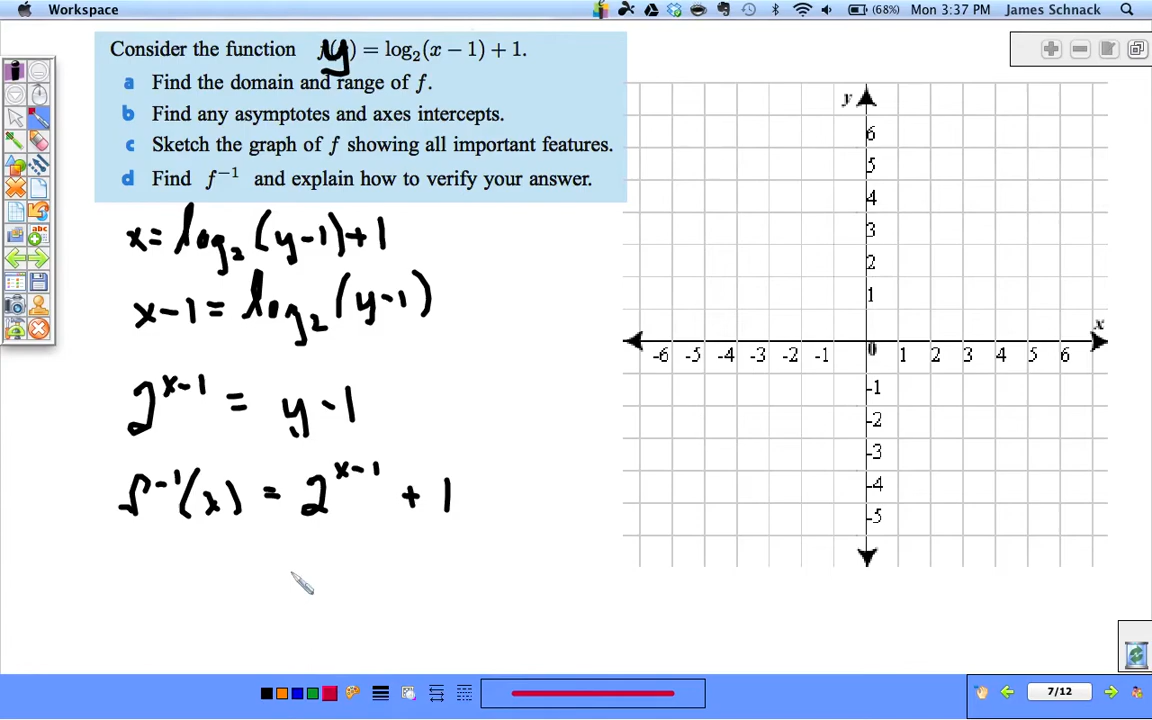 Workspace
(68%) Mon 3:37 PM James Schnack
Consider the function y = log₂(x − 1) + 1.
a Find the domain and range of f.
b Find any asymptotes and axes intercepts.
c Sketch the graph of f showing all important features.
d Find f⁻¹ and explain how to verify your answer.
x = log₂(y-1)+1
x-1 = log₂(y-1)
2ˣ⁻¹ = y-1
f⁻¹(x) = 2ˣ⁻¹ + 1
y
6
5
4
3
2
1
x
-6 -5 -4 -3 -2 -1 0 1 2 3 4 5 6
-1
-2
-3
-4
-5
abc
7/12